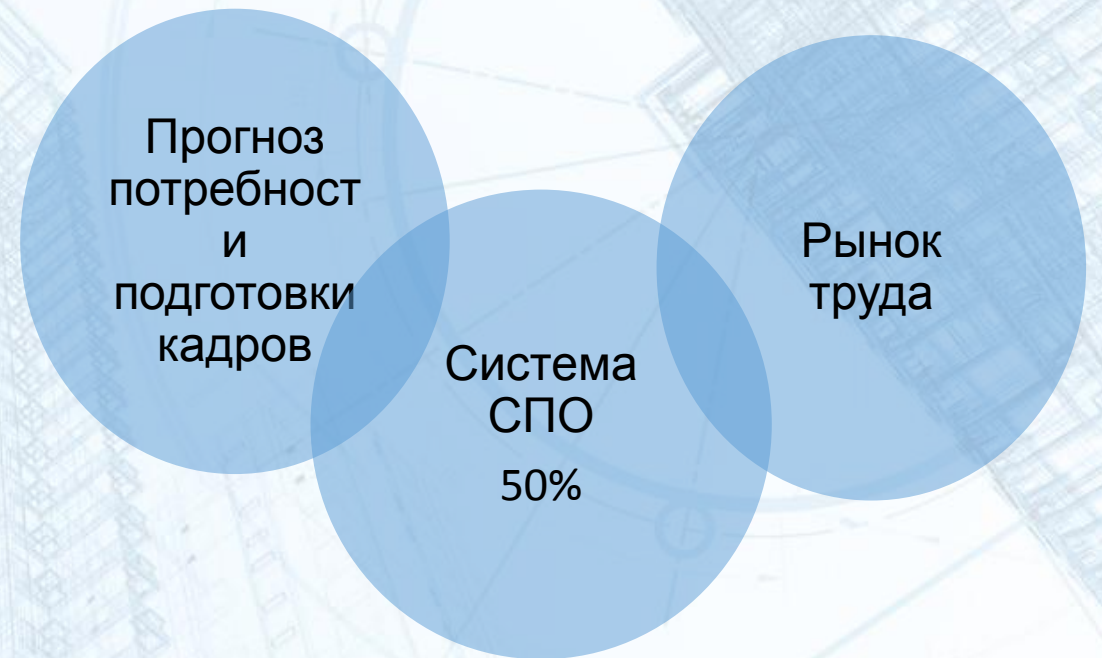 Прогноз
потребност
и
подготовки
кадров
Система
СПО
50%
Рынок
труда